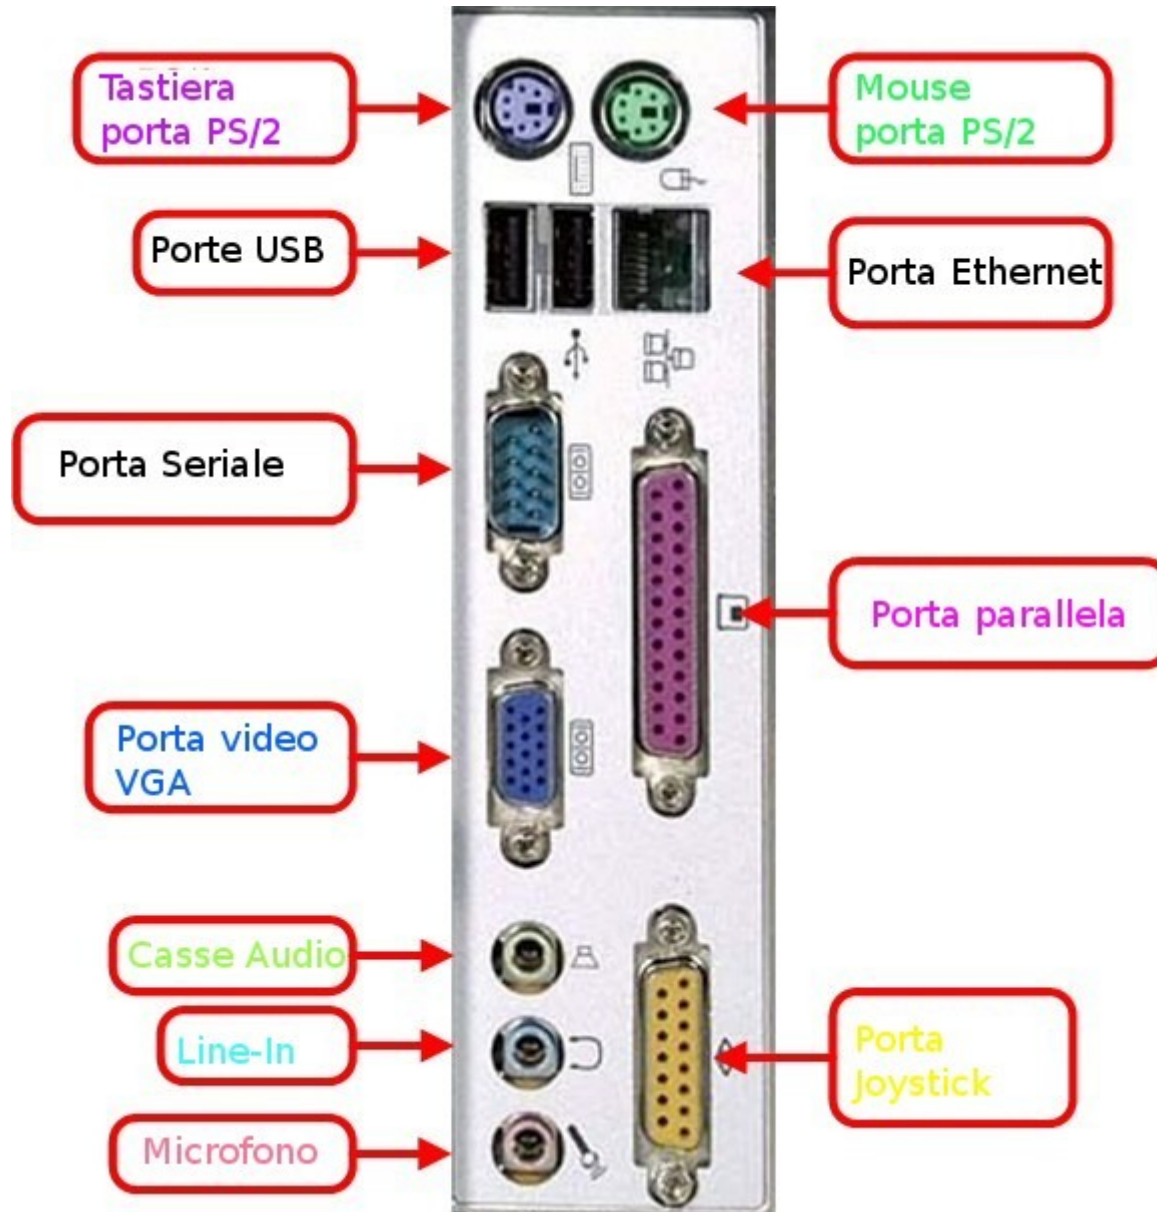 Tastiera
porta PS/2
Mouse
porta PS/2
Porte USB
Porta Ethernet
Porta Seriale
Porta parallela
Porta video
VGA
Casse Audio
Line-In
Porta
Joystick
Microfono